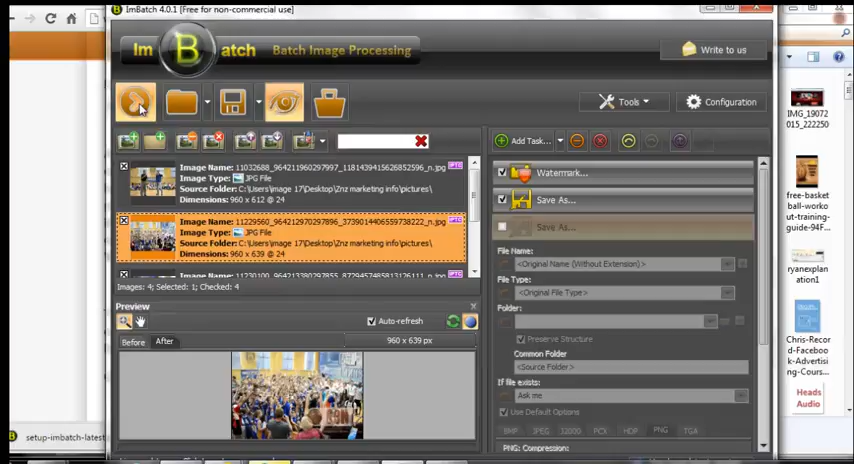 ImBatch 4.0.1 [Free for non-commercial use]
Im B atch Batch Image Processing
Write to us
Tools
Configuration
Add Task...
Image Name: 11032688_964211960297997_1181439415626852596_n.jpg
IPTC
Image Type: JPG File
Source Folder: C:\Users\image 17\Desktop\Znz marketing info\pictures\
Dimensions: 960 x 612 @ 24
Image Name: 11229560_964212970297896_3739014406559738222_n.jpg
IPTC
Image Type: JPG File
Source Folder: C:\Users\image 17\Desktop\Znz marketing info\pictures\
Dimensions: 960 x 639 @ 24
IPTC
Images: 4; Selected: 1; Checked: 4
Preview
Auto-refresh
Before
After
960 x 639 px
Watermark...
Save As...
Save As...
File Name:
<Original Name (Without Extension)>
File Type:
<Original File Type>
Folder:
Preserve Structure
Common Folder
<Source Folder>
If file exists:
Ask me
Use Default Options
BMP JPEG J2000 PCX HDP PNG TGA
PNG: Compression:
IMG_19072
015_222250
free-basket
ball-worko
ut-training-
guide-94F...
ryanexplan
ation1
Chris-Reco
rd-Faceboo
k-Advertisi
ng-Cours...
Heads
Audio
setup-imbatch-latest